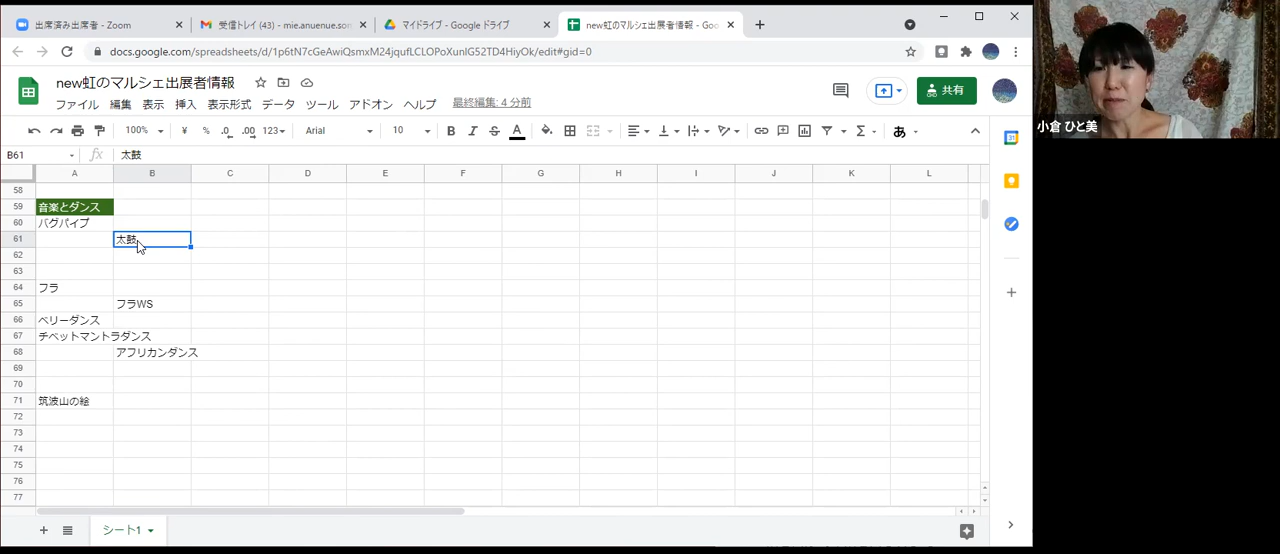 出席済み出席者 - Zoom
受信トレイ (43) - mie.anuenue.son
マイドライブ - Google ドライブ
new虹のマルシェ出展者情報 - Goo
docs.google.com/spreadsheets/d/1p6tN7cGeAwiQsmxM24jqufLCLOPoXunIG52TD4HiyOk/edit#gid=0
小倉 ひと美
new虹のマルシェ出展者情報
共有
ファイル 編集 表示 挿入 表示形式 データ ツール アドオン ヘルプ 最終編集: 4 分前
100% ¥ % .0 .00 123 Arial 10 B I S A Σ あ
31
B61 fx 太鼓
A B C D E F G H I J K L
58
59 音楽とダンス
60 バグパイプ
61 太鼓
62
63
64 フラ
65 フラWS
66 ベリーダンス
67 チベットマントラダンス
68 アフリカンダンス
69
70
71 筑波山の絵
72
73
74
75
76
77
シート1